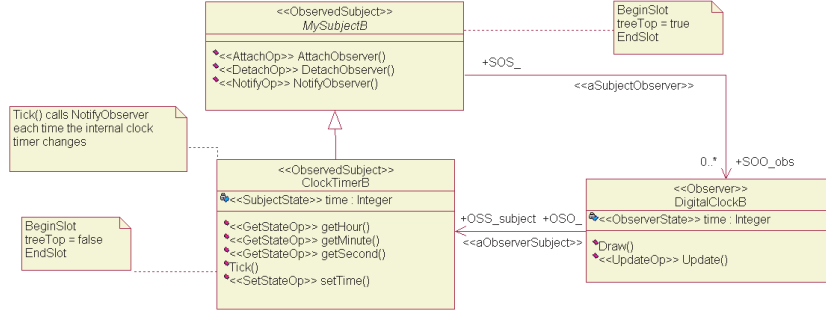 <<ObservedSubject>>
MySubjectB
<<AttachOp>> AttachObserver()
<<DetachOp>> DetachObserver()
<<NotifyOp>> NotifyObserver()
BeginSlot
treeTop = true
EndSlot
+SOS_
<<aSubjectObserver>>
0..*
+SOO_obs
Tick() calls NotifyObserver
each time the internal clock
timer changes
<<ObservedSubject>>
ClockTimerB
<<SubjectState>> time : Integer
<<GetStateOp>> getHour()
<<GetStateOp>> getMinute()
<<GetStateOp>> getSecond()
Tick()
<<SetStateOp>> setTime()
BeginSlot
treeTop = false
EndSlot
+OSS_subject
+OSO_
<<aObserverSubject>>
<<Observer>>
DigitalClockB
<<ObserverState>> time : Integer
Draw()
<<UpdateOp>> Update()